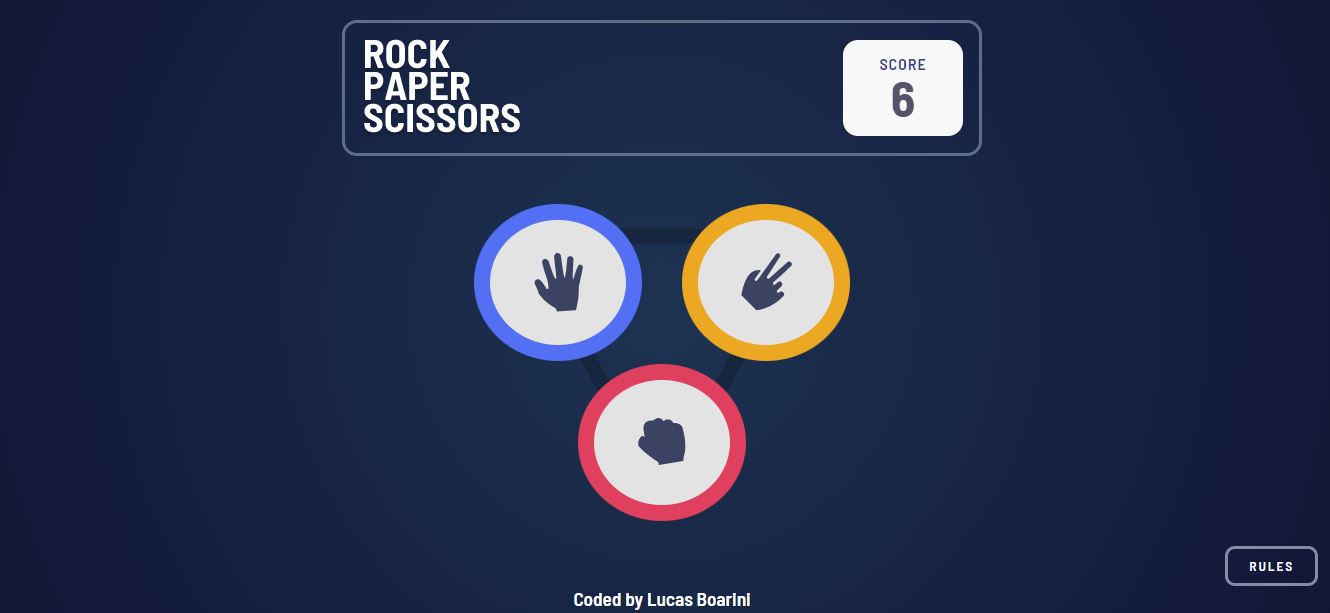 ROCK
PAPER
SCISSORS
SCORE
6
RULES
Coded by Lucas Boarini